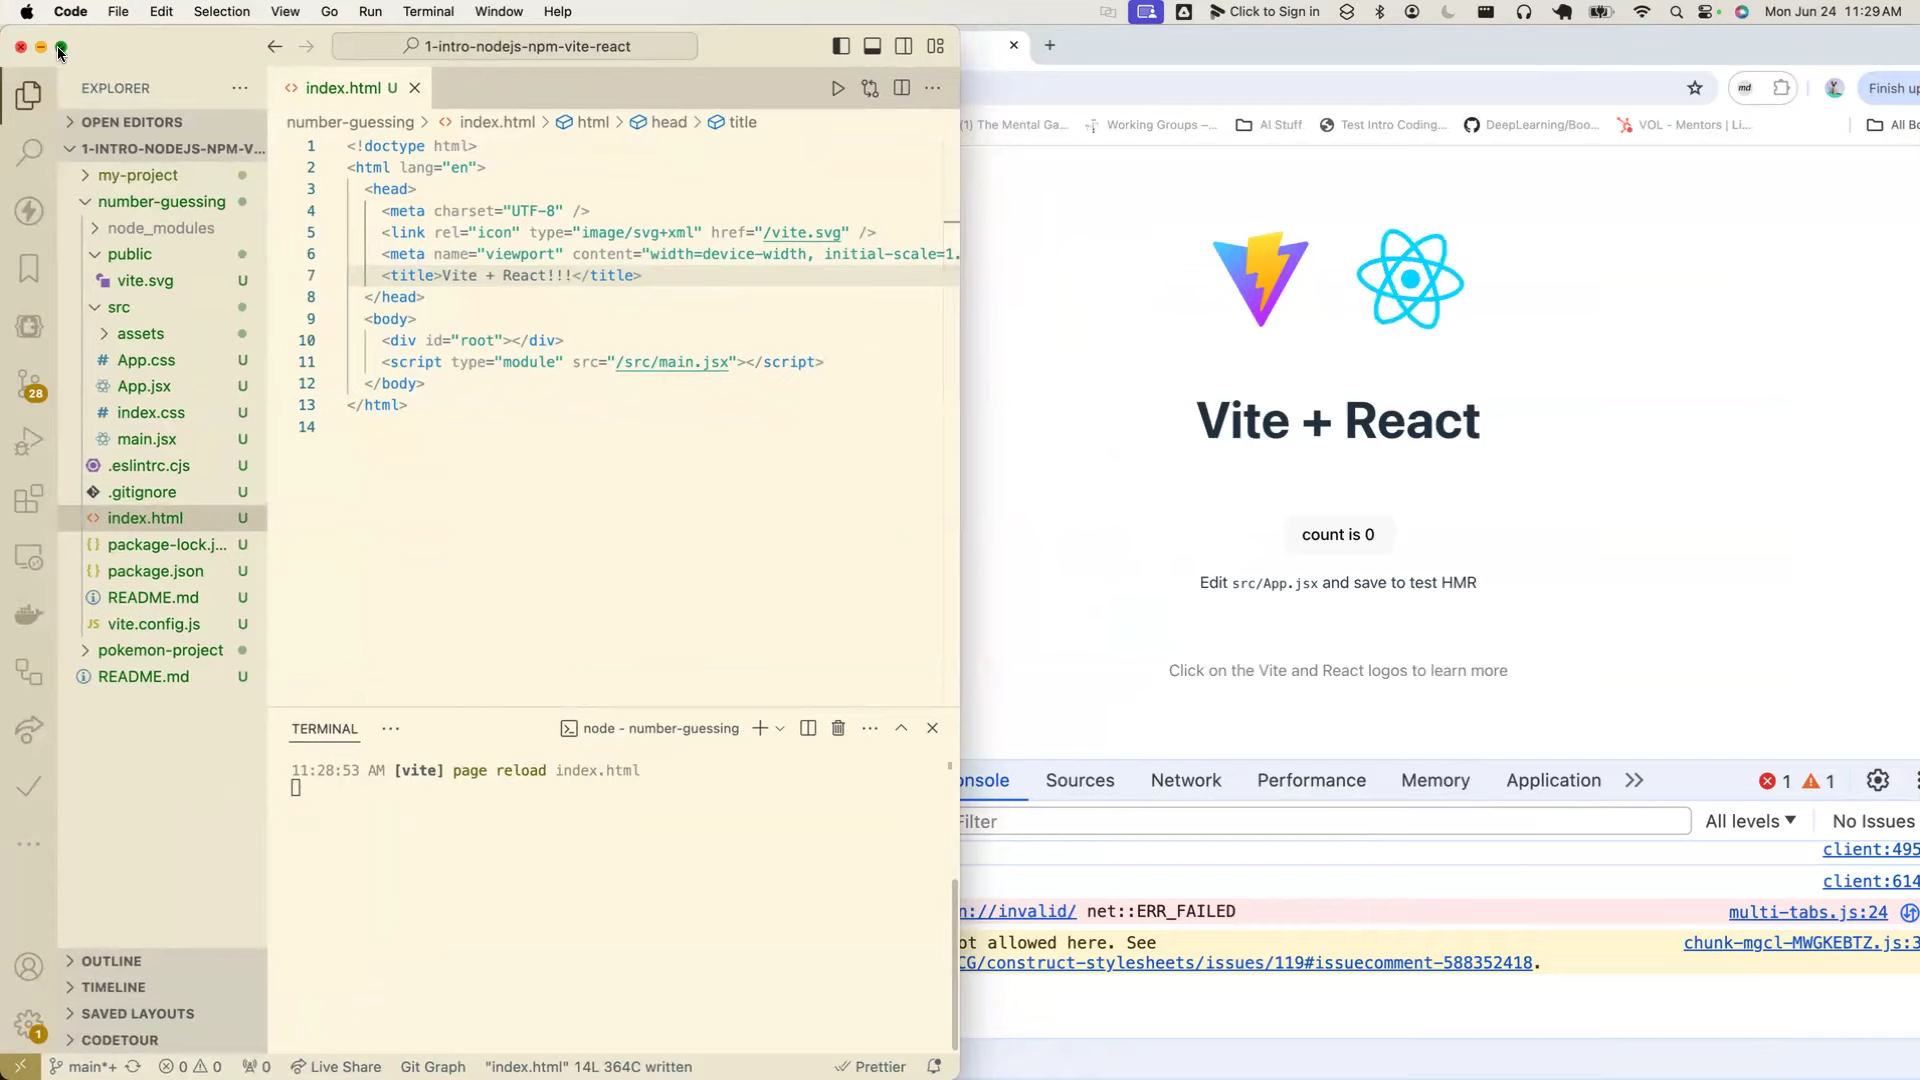 Code File Edit Selection View Go Run Terminal Window Help
Click to Sign in
Mon Jun 24 11:29 AM
1-intro-nodejs-npm-vite-react
EXPLORER
OPEN EDITORS
1-INTRO-NODEJS-NPM-V...
my-project
number-guessing
node_modules
public
vite.svg U
src
assets
App.css U
App.jsx U
index.css U
main.jsx U
.eslintrc.cjs U
.gitignore U
index.html U
package-lock.j... U
package.json U
README.md U
vite.config.js U
pokemon-project
README.md U
OUTLINE
TIMELINE
SAVED LAYOUTS
CODETOUR
28
1
index.html U
number-guessing > index.html > html > head > title
1 <!doctype html>
2 <html lang="en">
3 <head>
4 <meta charset="UTF-8" />
5 <link rel="icon" type="image/svg+xml" href="/vite.svg" />
6 <meta name="viewport" content="width=device-width, initial-scale=1.
7 <title>Vite + React!!!</title>
8 </head>
9 <body>
10 <div id="root"></div>
11 <script type="module" src="/src/main.jsx"></script>
12 </body>
13 </html>
14
TERMINAL
node - number-guessing
11:28:53 AM [vite] page reload index.html
main*+ 0 0 0 Live Share Git Graph "index.html" 14L 364C written Prettier
md
Finish up
(1) The Mental Ga... Working Groups –... AI Stuff Test Intro Coding... DeepLearning/Boo... VOL - Mentors | Li... All Bo
Vite + React
count is 0
Edit src/App.jsx and save to test HMR
Click on the Vite and React logos to learn more
onsole Sources Network Performance Memory Application 1 1
Filter All levels No Issues
client:495
client:614
n://invalid/ net::ERR_FAILED multi-tabs.js:24
ot allowed here. See chunk-mgcl-MWGKEBTZ.js:3
CG/construct-stylesheets/issues/119#issuecomment-588352418.